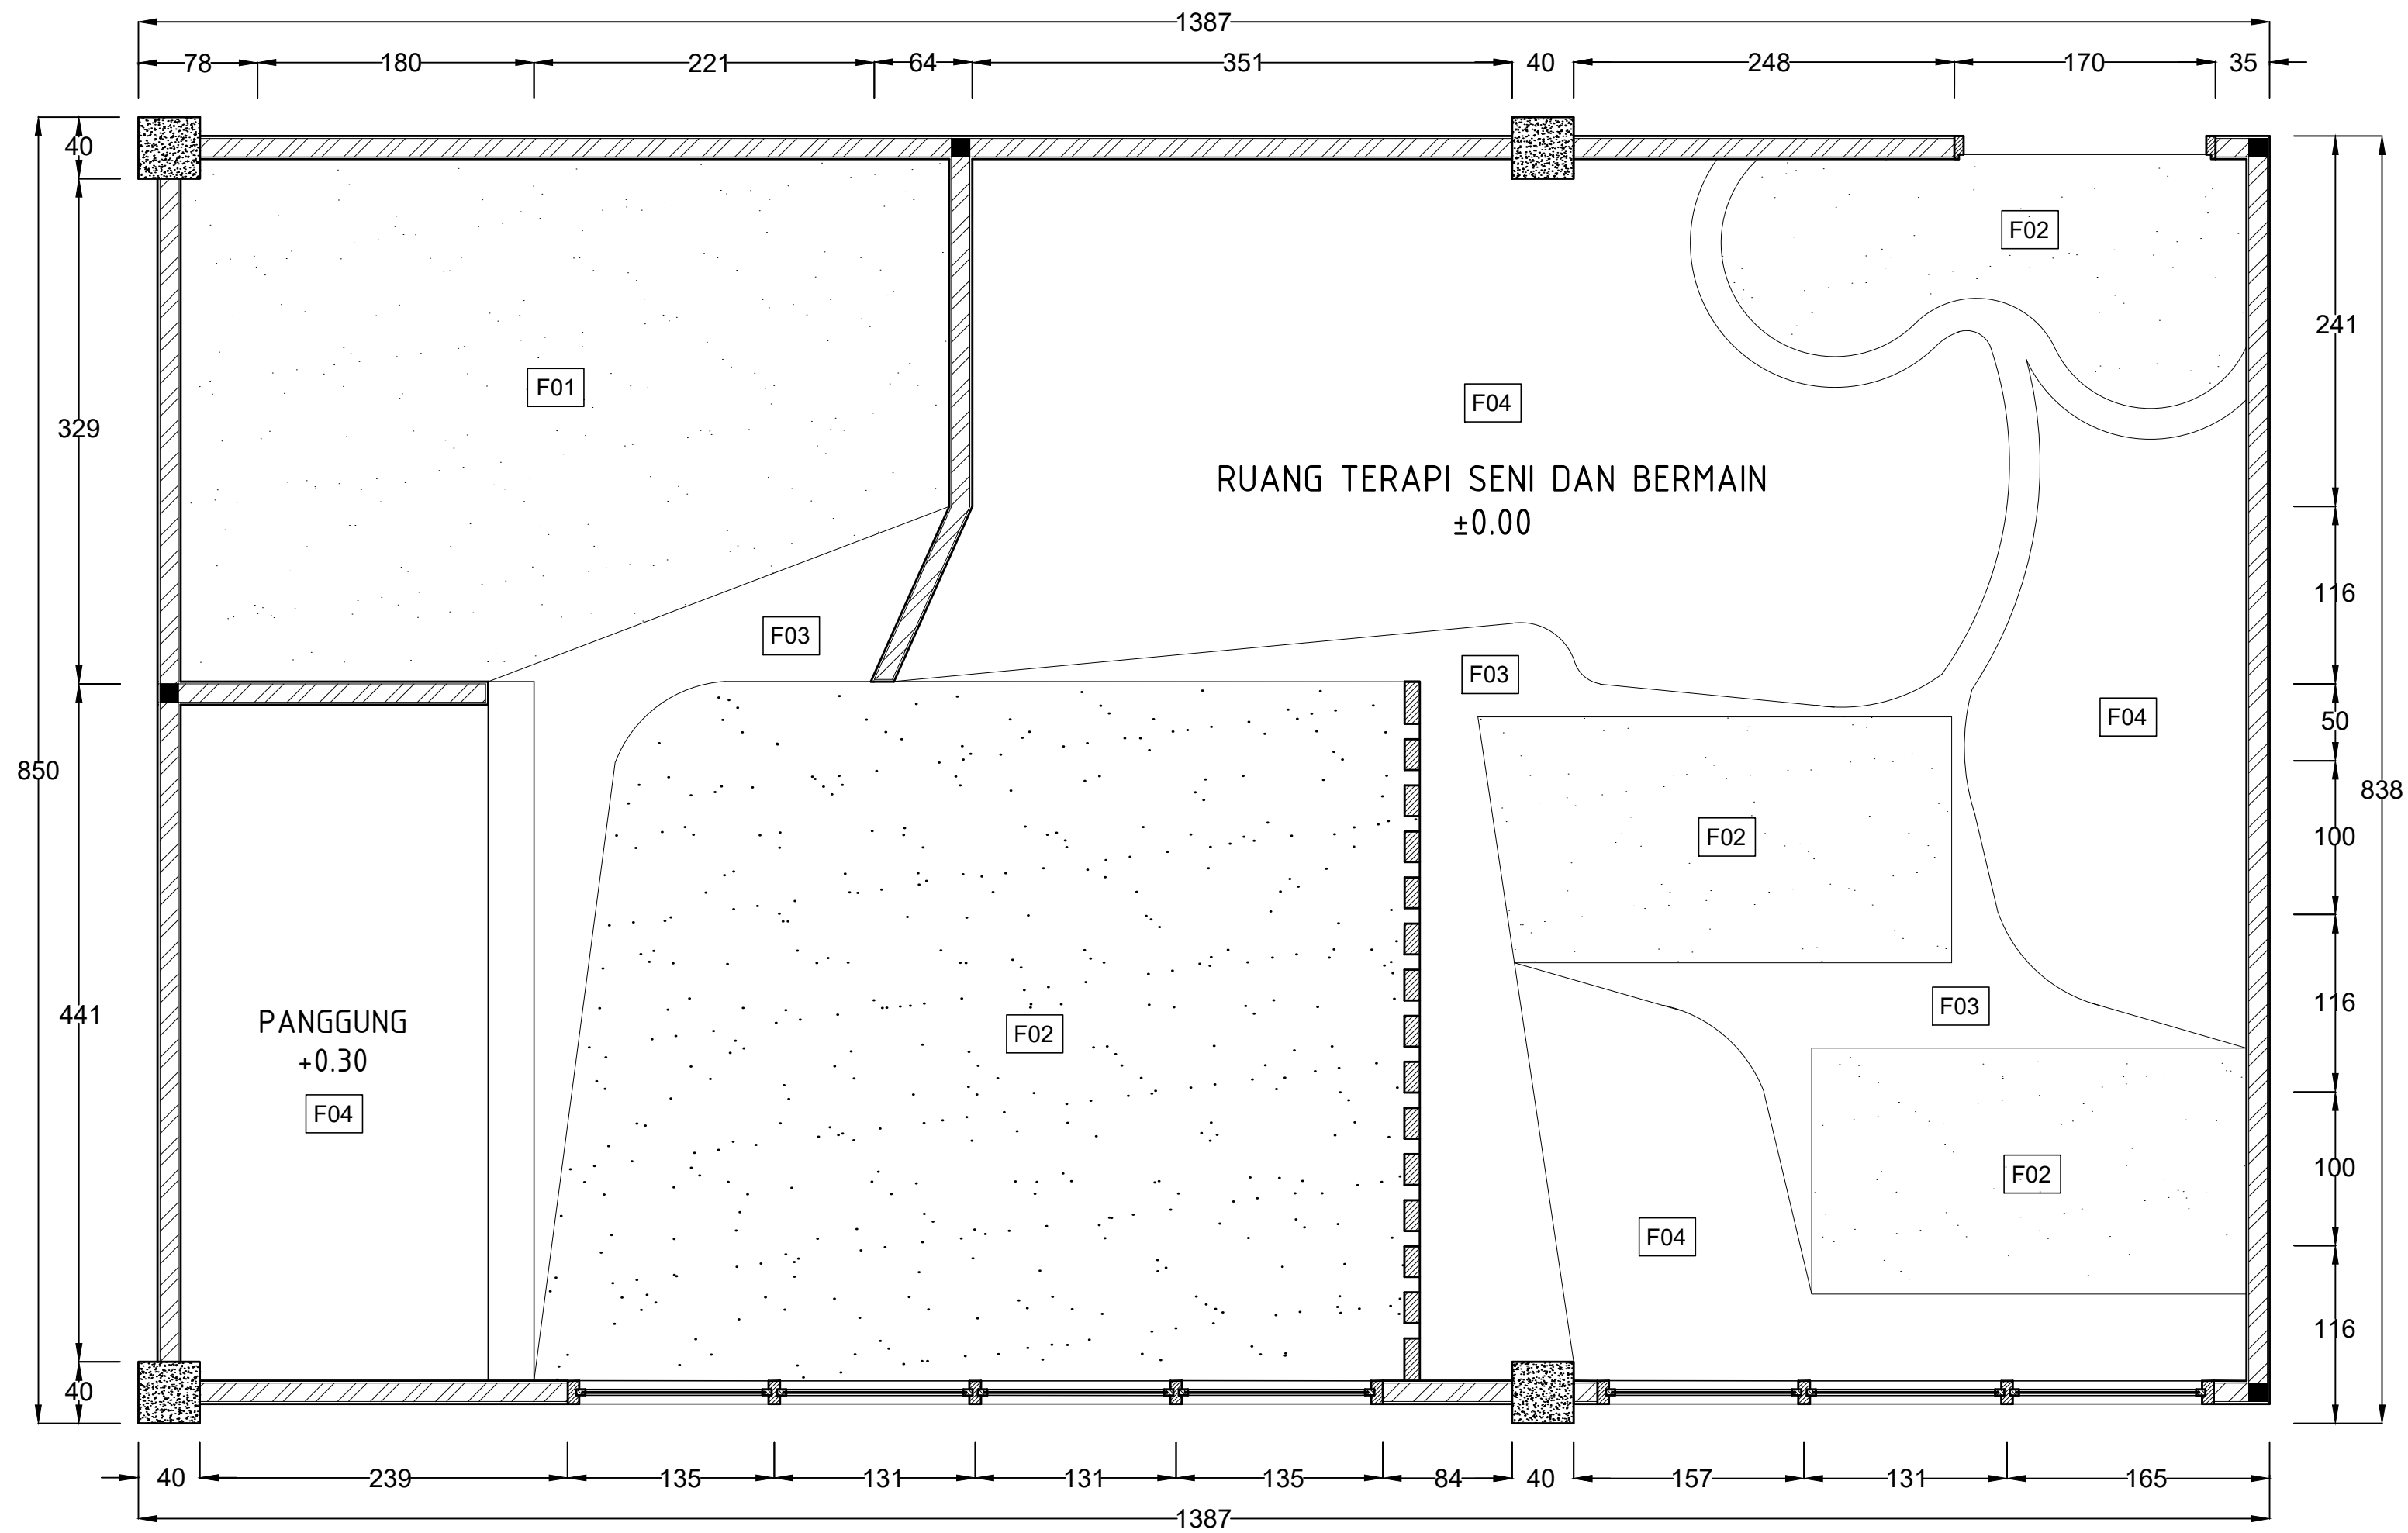 1387
78 180 221 64 351 40 248 170 35
40
F02
241
F01
F04
329
RUANG TERAPI SENI DAN BERMAIN
±0.00
116
F03
F03
F04
50
850
838
F02
100
F03
116
441
PANGGUNG
+0.30
F02
F04
F02
100
F04
116
40
40 239 135 131 131 135 84 40 157 131 165
1387